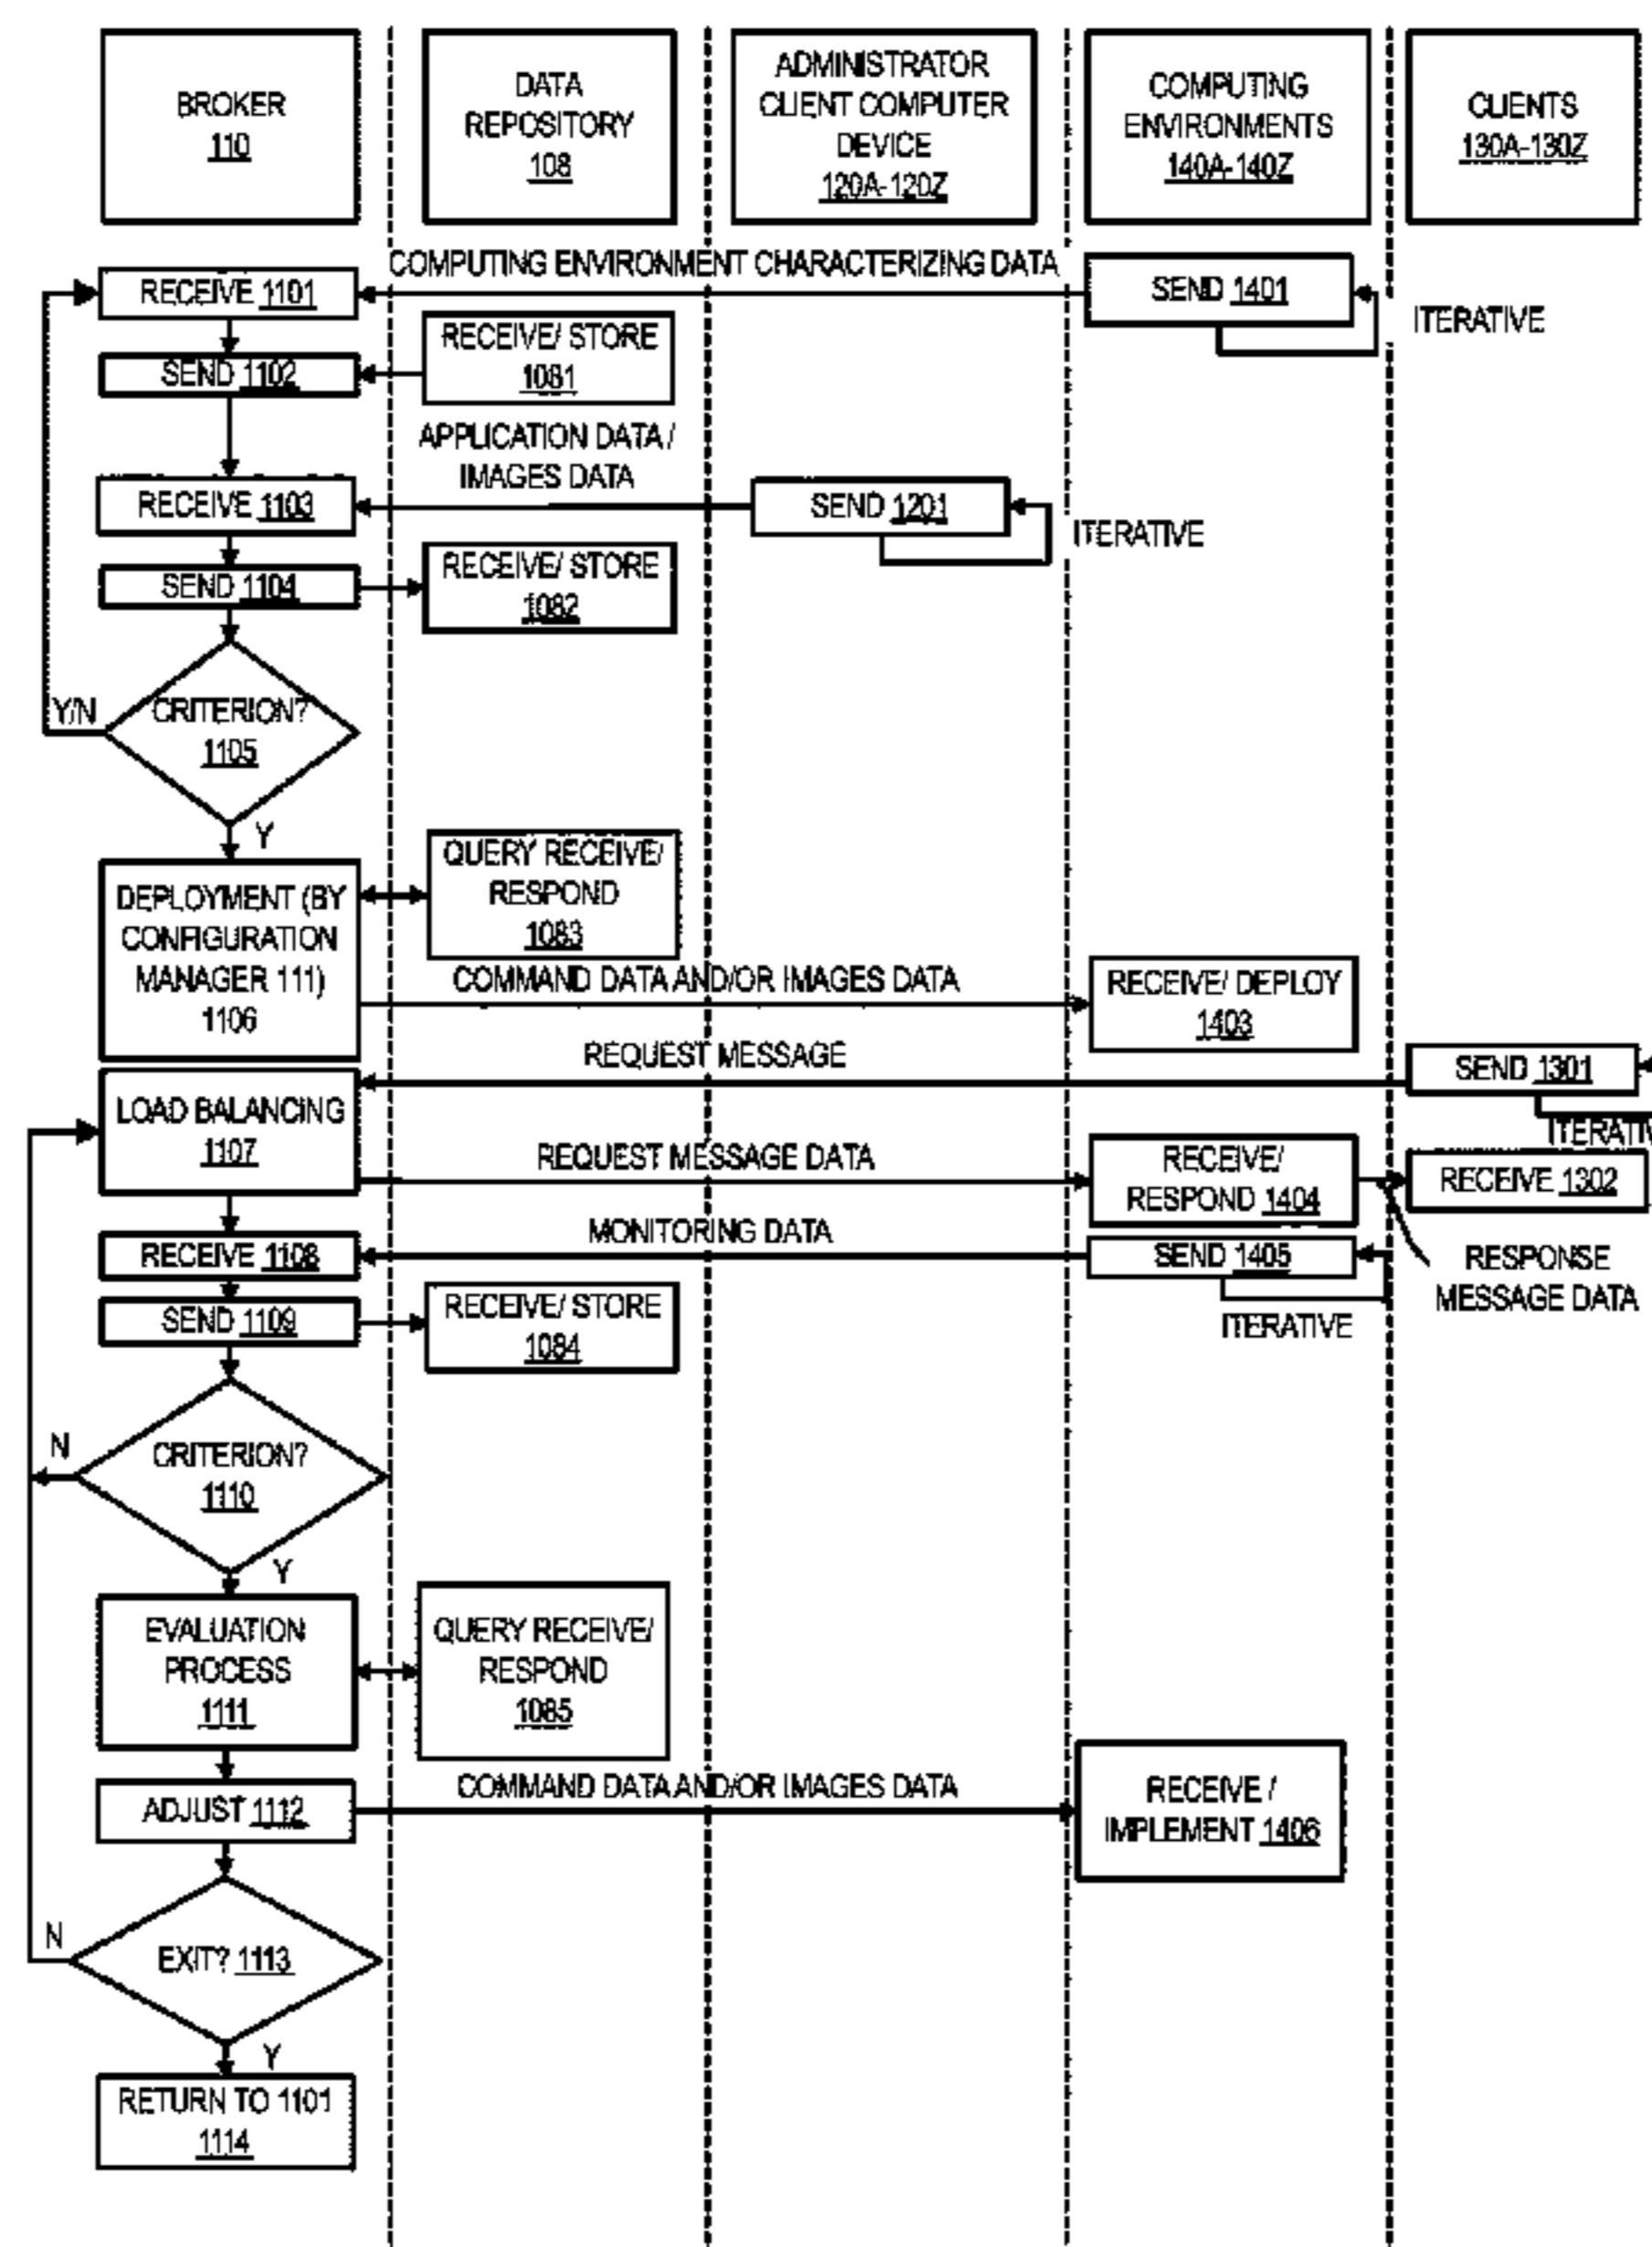 BROKER
110
DATA
REPOSITORY
108
ADMINISTRATOR
CLIENT COMPUTER
DEVICE
120A-120Z
COMPUTING
ENVIRONMENTS
140A-140Z
CLIENTS
130A-130Z
COMPUTING ENVIRONMENT CHARACTERIZING DATA
RECEIVE 1101
SEND 1401
ITERATIVE
RECEIVE/ STORE
1081
SEND 1102
APPLICATION DATA /
IMAGES DATA
RECEIVE 1103
SEND 1201
ITERATIVE
SEND 1104
RECEIVE/ STORE
1082
Y/N
CRITERION?
1105
Y
DEPLOYMENT (BY
CONFIGURATION
MANAGER 111)
1106
QUERY RECEIVE/
RESPOND
1083
COMMAND DATA AND/OR IMAGES DATA
RECEIVE/ DEPLOY
1403
REQUEST MESSAGE
SEND 1301
LOAD BALANCING
1107
REQUEST MESSAGE DATA
RECEIVE/
RESPOND 1404
RECEIVE 1302
MONITORING DATA
RECEIVE 1108
SEND 1405
ITERATIVE
RESPONSE
MESSAGE DATA
SEND 1109
RECEIVE/ STORE
1084
N
CRITERION?
1110
Y
EVALUATION
PROCESS
1111
QUERY RECEIVE/
RESPOND
1085
COMMAND DATA AND/OR IMAGES DATA
ADJUST 1112
RECEIVE /
IMPLEMENT 1406
N
EXIT? 1113
Y
RETURN TO 1101
1114